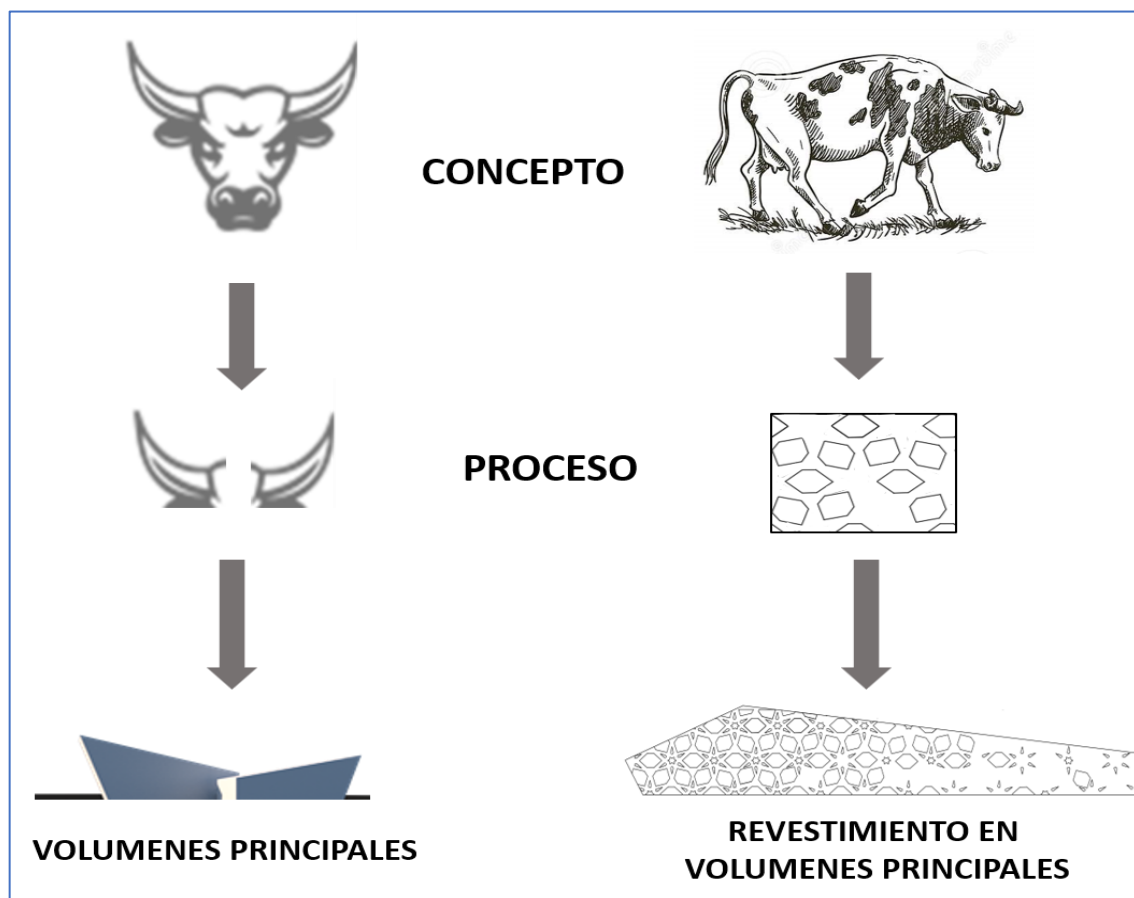 CONCEPTO
PROCESO
VOLUMENES PRINCIPALES
REVESTIMIENTO EN
VOLUMENES PRINCIPALES